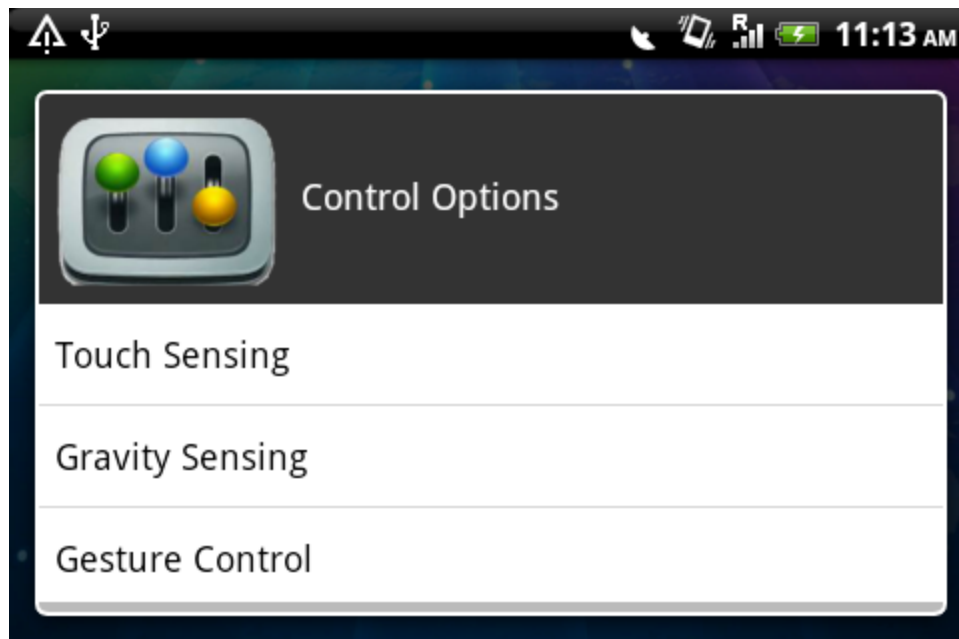 R 11:13 AM
Control Options
Touch Sensing
Gravity Sensing
Gesture Control